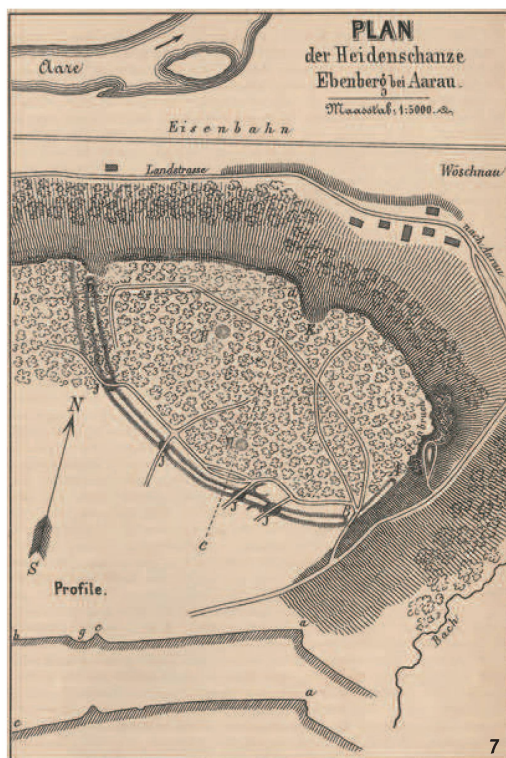 PLAN
der Heidenschanze
Ebenberg bei Aarau.
Maasstab: 1:5000.
Aare
Eisenbahn
Landstrasse
Wöschnau
nach Aarau
b
a
K
H
H
J
J
J
J
A
B
c
N
S
Profile.
b
g
e
a
c
a
Bach
7